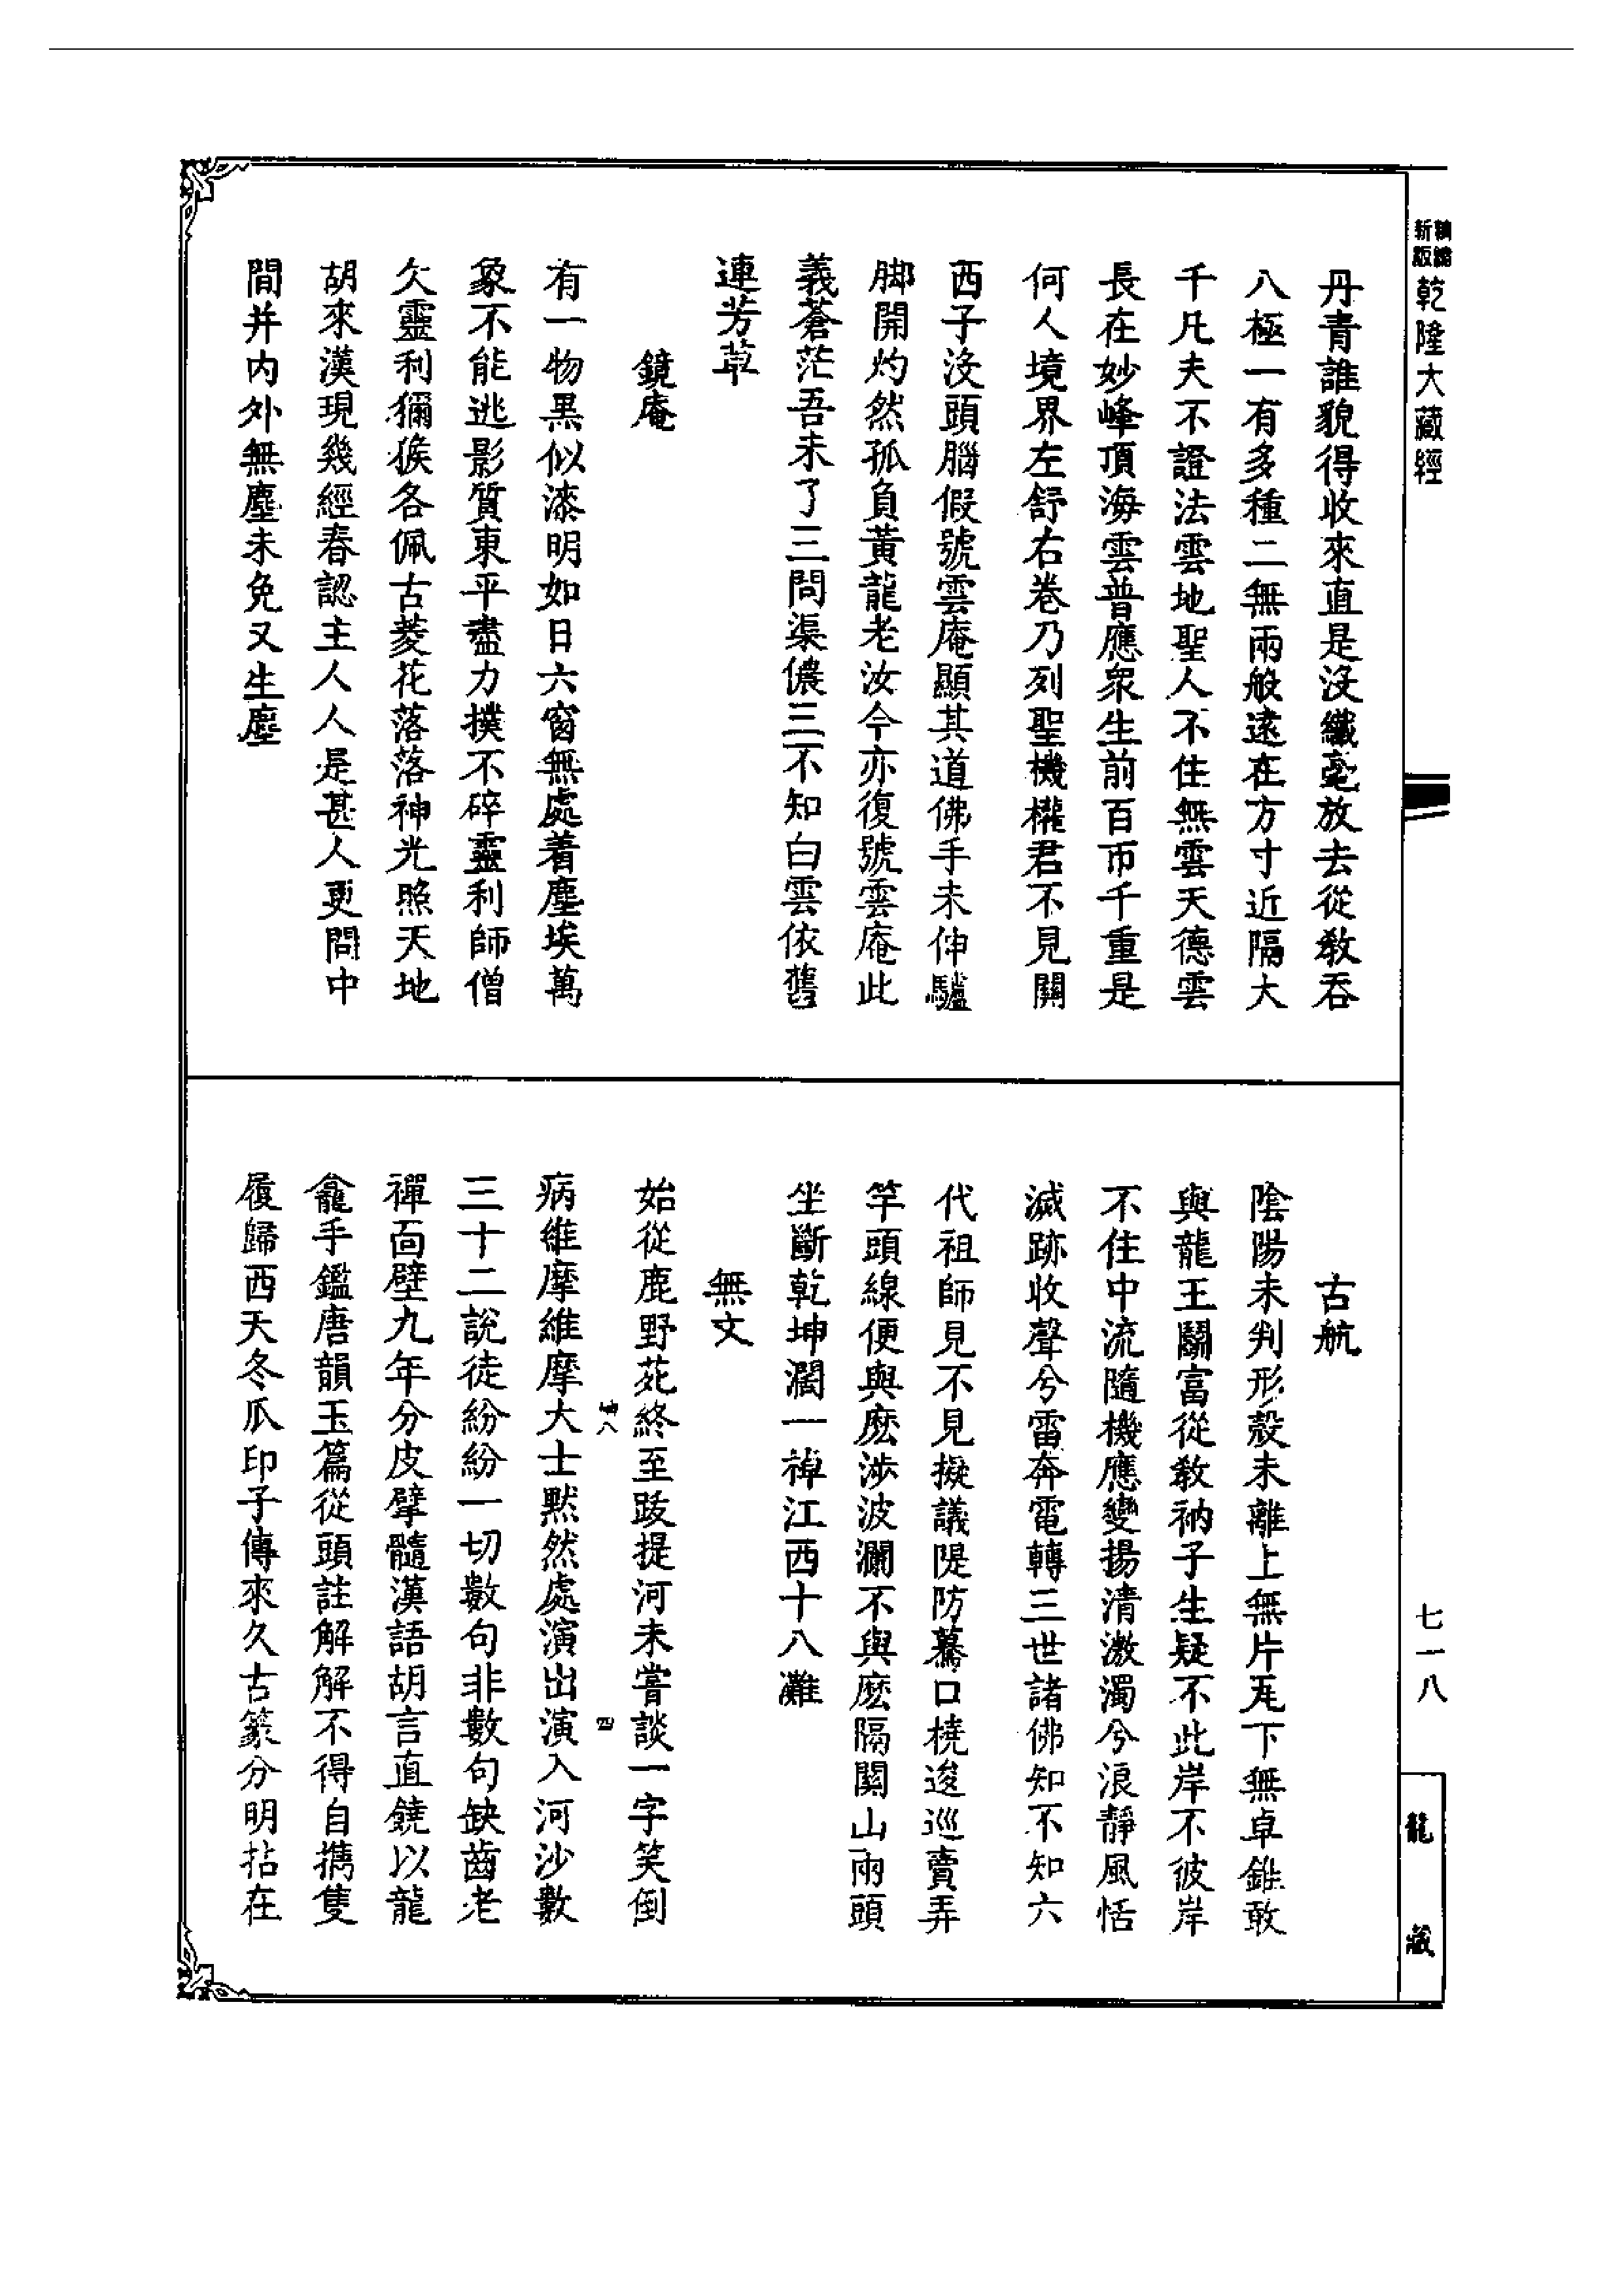 新版
精縮
乾隆大藏經
丹青誰貌得收來直是沒纖毫放去從教吞
八極一有多種二無兩般遠在方寸近隔大
千凡夫不證法雲地聖人不住無雲天德雲
長在妙峰頂海雲普應眾生前百帀千重是
何人境界左舒右卷乃列聖機權君不見關
西子沒頭腦假號雲庵顯其道佛手未伸驢
脚開灼然孤負黃龍老汝今亦復號雲庵此
義蒼茫吾未了三問渠儂三不知白雲依舊
連芳草
鏡庵
有一物黑似漆明如日六窗無處着塵埃萬
象不能逃影質東平盡力撲不碎靈利師僧
欠靈利獼猴各佩古菱花落落神光照天地
胡來漢現幾經春認主人人是甚人更問中
間并內外無塵未免又生塵
古航
陰陽未判形殼未離上無片瓦下無卓錐敢
與龍王鬬富從教衲子生疑不此岸不彼岸
不住中流隨機應變揚清激濁兮浪靜風恬
滅跡收聲兮雷奔電轉三世諸佛知不知六
代祖師見不見擬議隄防驀口橈逡巡賣弄
竿頭線便與麽涉波瀾不與麽隔關山兩頭
坐斷乾坤濶一棹江西十八灘
無文
始從鹿野苑終至跋提河未嘗談一字笑倒
病維摩維摩大士默然處演出演入河沙數
三十二說徒紛紛一切數句非數句缺齒老
禪面壁九年分皮擘髓漢語胡言直饒以龍
龕手鑑唐韻玉篇從頭註解解不得自攜隻
履歸西天冬瓜印子傳來久古篆分明拈在
八
四
七一八
龍藏